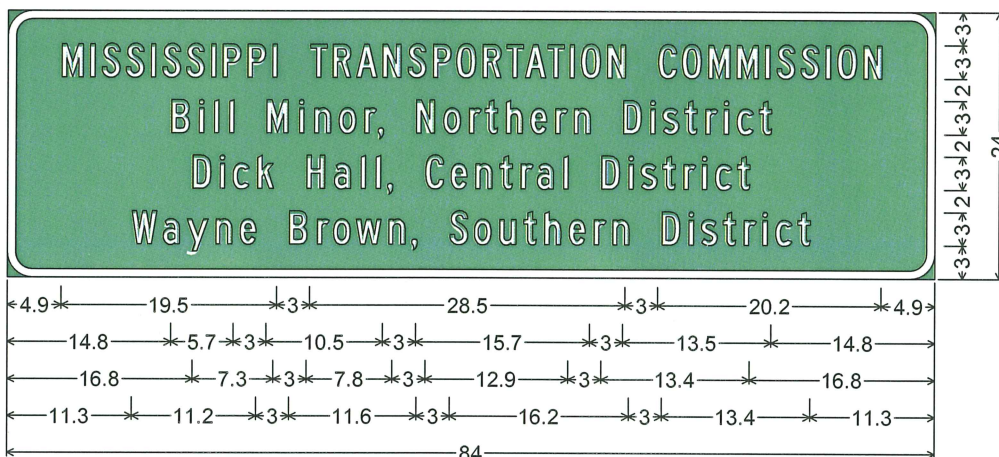 MISSISSIPPI TRANSPORTATION COMMISSION
Bill Minor, Northern District
Dick Hall, Central District
Wayne Brown, Southern District
3 3 2 3 2 3 2 3 3
24
4.9 19.5 3 28.5 3 20.2 4.9
14.8 5.7 3 10.5 3 15.7 3 13.5 14.8
16.8 7.3 3 7.8 3 12.9 3 13.4 16.8
11.3 11.2 3 11.6 3 16.2 3 13.4 11.3
84